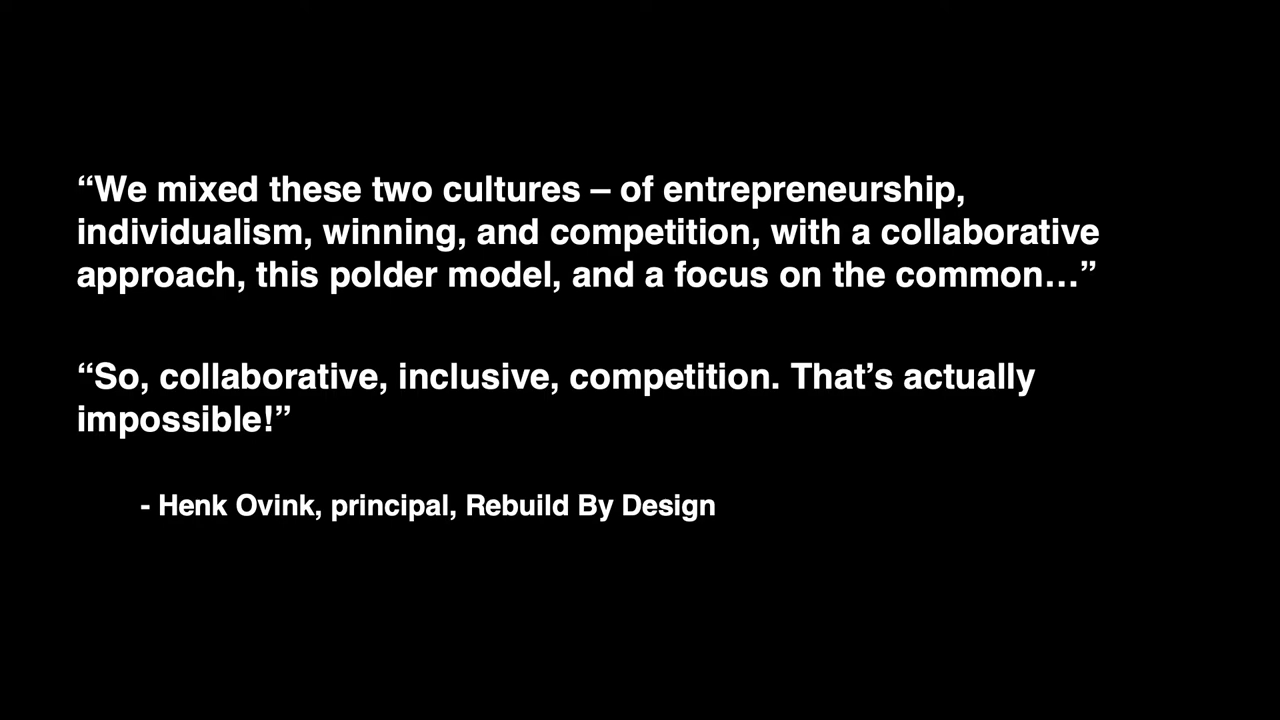 “We mixed these two cultures – of entrepreneurship,
individualism, winning, and competition, with a collaborative
approach, this polder model, and a focus on the common…”
“So, collaborative, inclusive, competition. That’s actually
impossible!”
- Henk Ovink, principal, Rebuild By Design